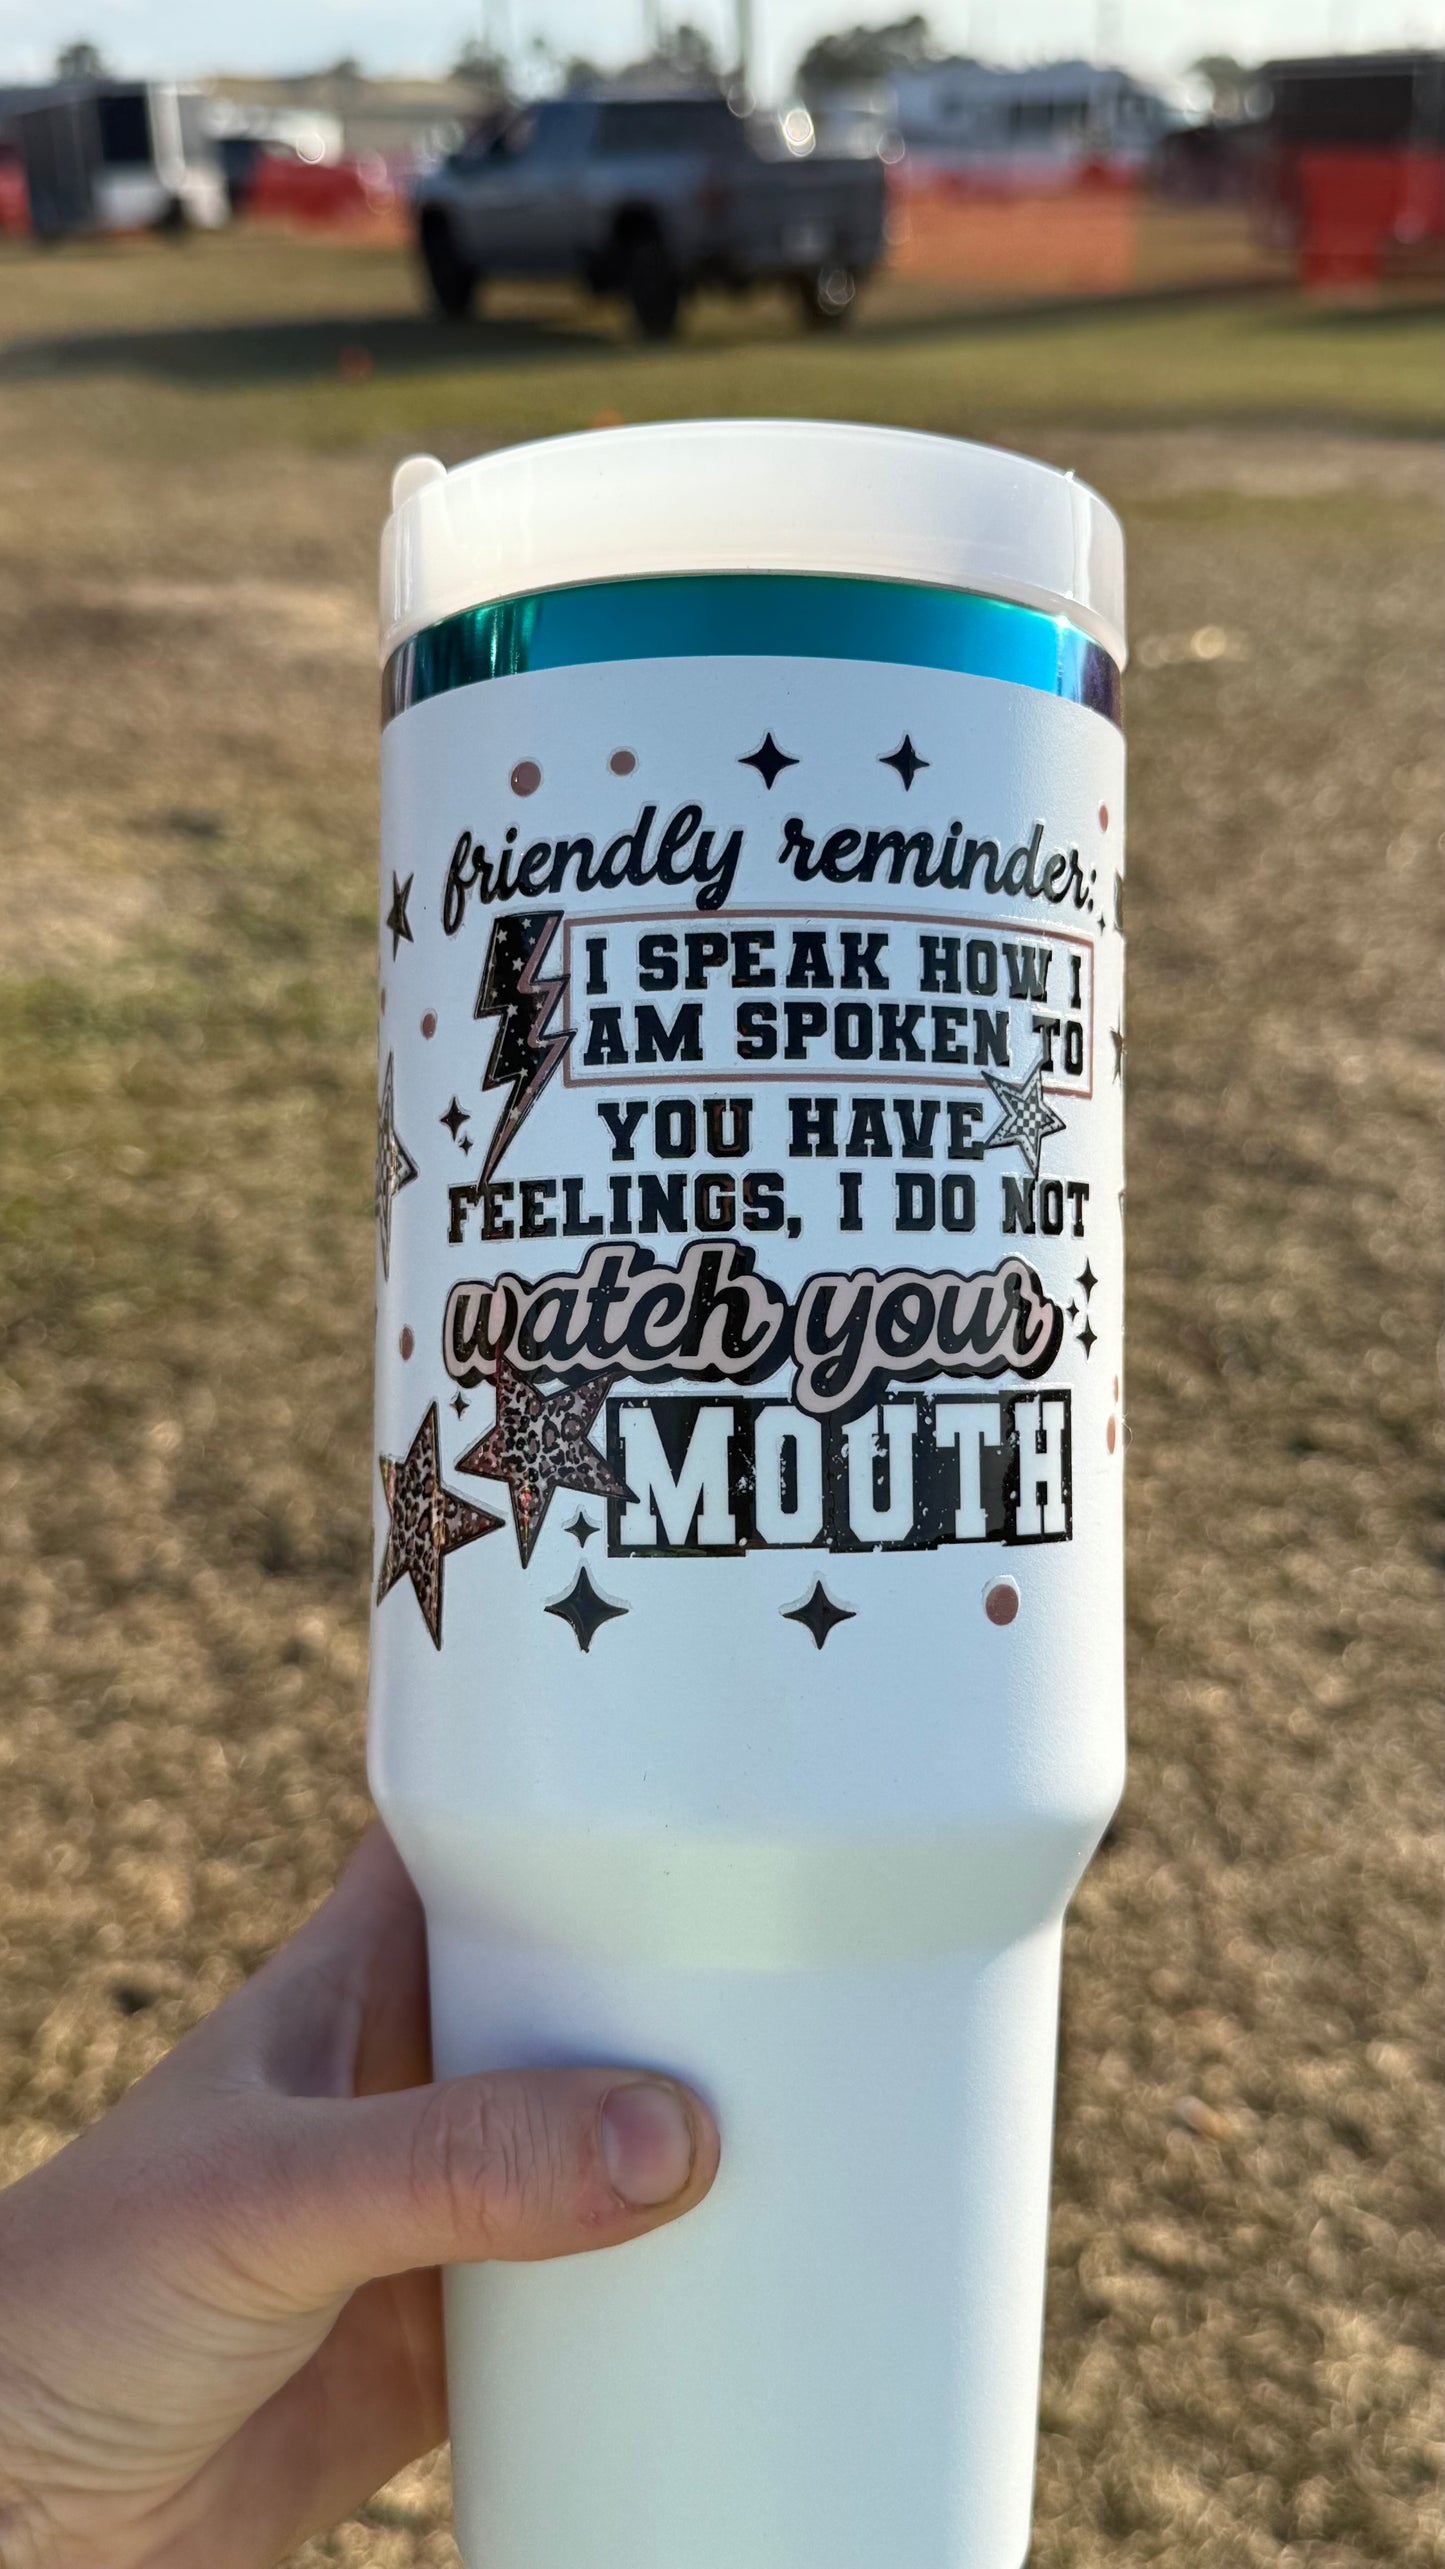 friendly reminder:
I SPEAK HOW I
AM SPOKEN TO
YOU HAVE
FEELINGS, I DO NOT
watch your
MOUTH